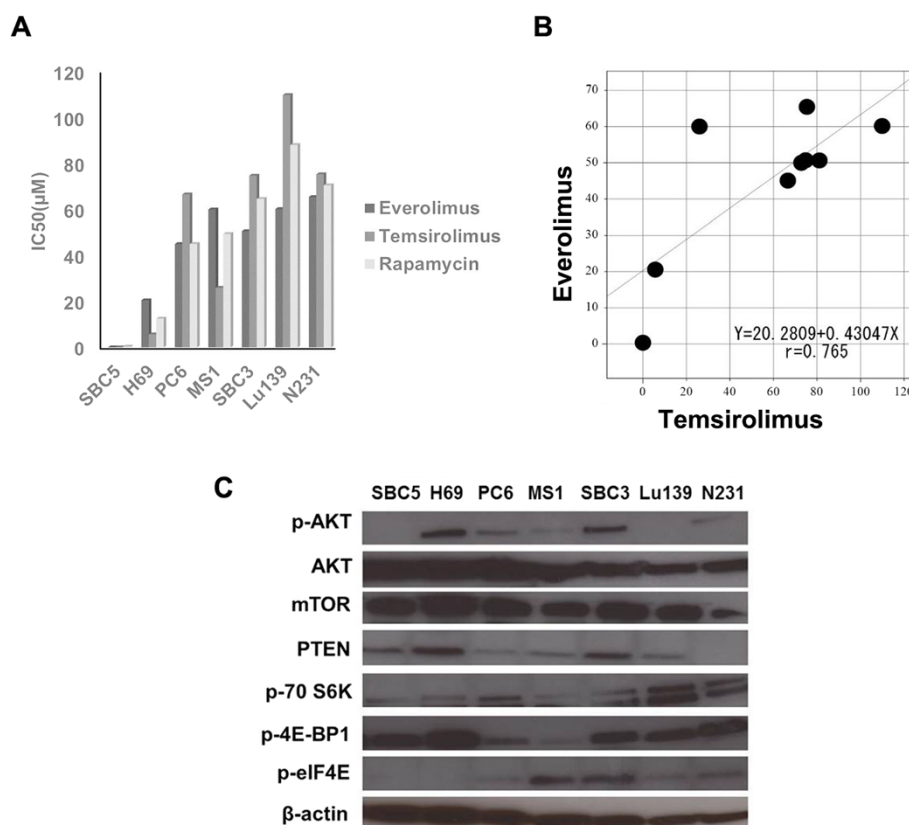 A
120
100
80
60
40
20
0
IC50(µM)
SBC5 H69 PC6 MS1 SBC3 Lu139 N231
Everolimus
Temsirolimus
Rapamycin
B
70
60
50
40
30
20
10
0
Everolimus
Y=20. 2809+0. 43047X
r=0. 765
0 20 40 60 80 100 120
Temsirolimus
C
SBC5 H69 PC6 MS1 SBC3 Lu139 N231
p-AKT
AKT
mTOR
PTEN
p-70 S6K
p-4E-BP1
p-eIF4E
β-actin